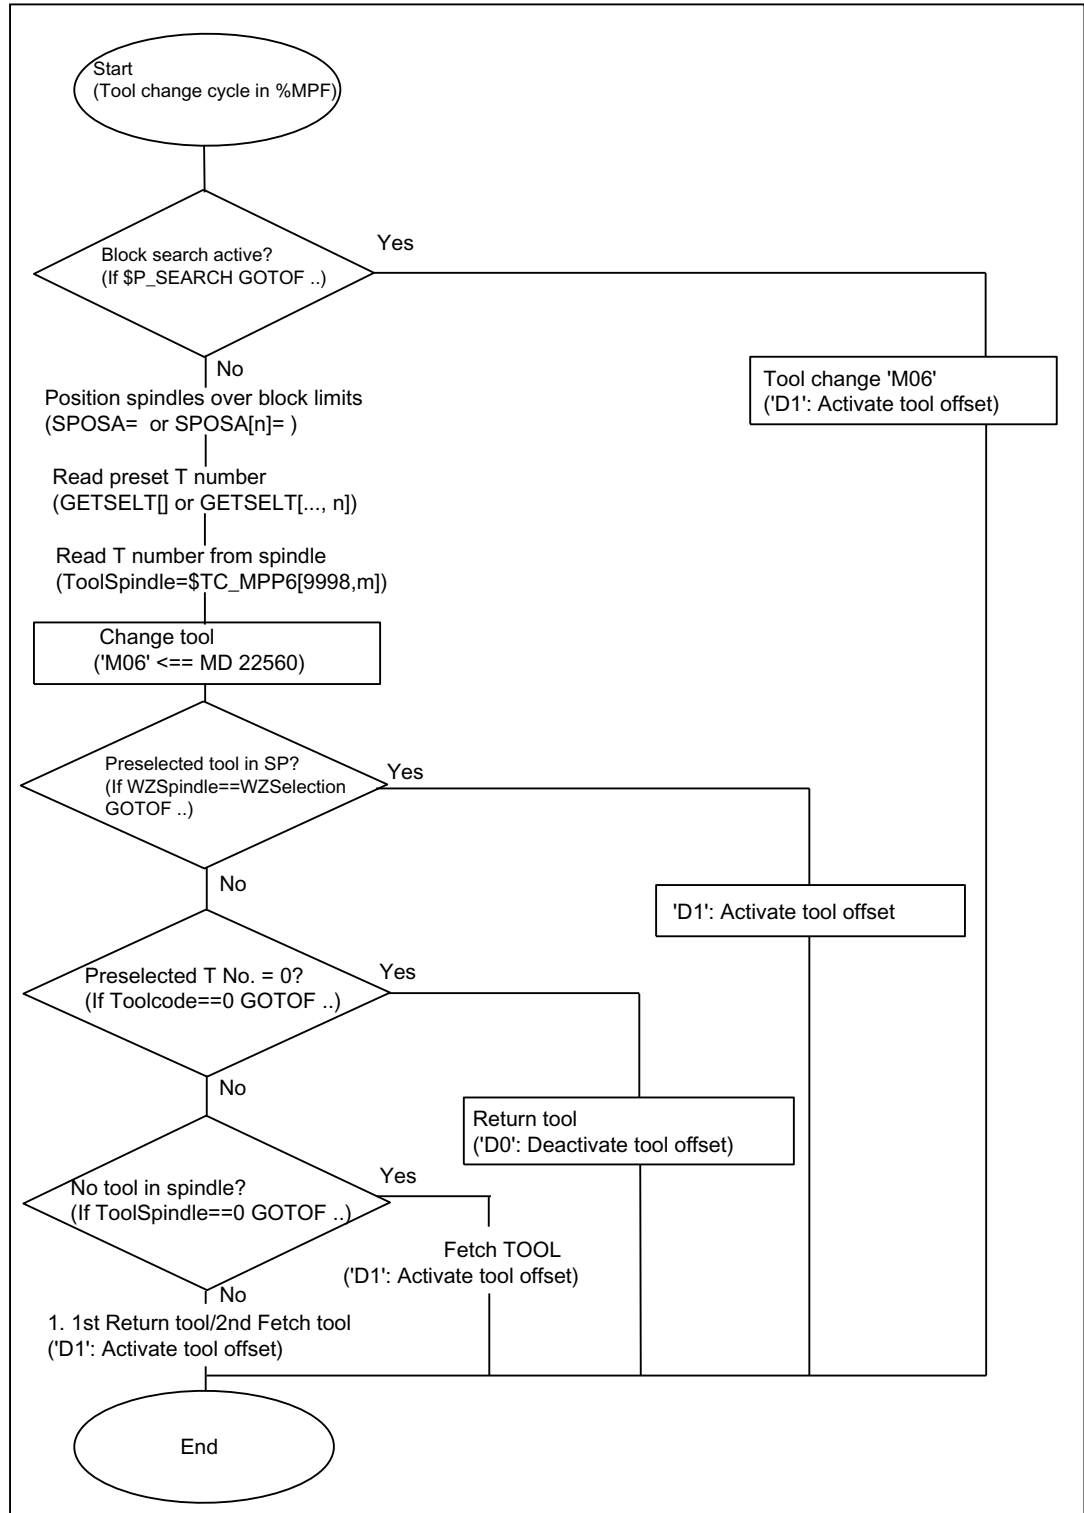 Start
(Tool change cycle in %MPF)
Yes
Block search active?
(If $P_SEARCH GOTOF ..)
No
Tool change 'M06'
('D1': Activate tool offset)
Position spindles over block limits
(SPOSA=  or SPOSA[n]= )
Read preset T number
(GETSELT[] or GETSELT[..., n])
Read T number from spindle
(ToolSpindle=$TC_MPP6[9998,m])
Change tool
('M06' <== MD 22560)
Preselected tool in SP?
(If WZSpindle==WZSelection
GOTOF ..)
Yes
No
'D1': Activate tool offset
Preselected T No. = 0?
(If Toolcode==0 GOTOF ..)
Yes
No
Return tool
('D0': Deactivate tool offset)
No tool in spindle?
(If ToolSpindle==0 GOTOF ..)
Yes
Fetch TOOL
('D1': Activate tool offset)
No
1. 1st Return tool/2nd Fetch tool
('D1': Activate tool offset)
End